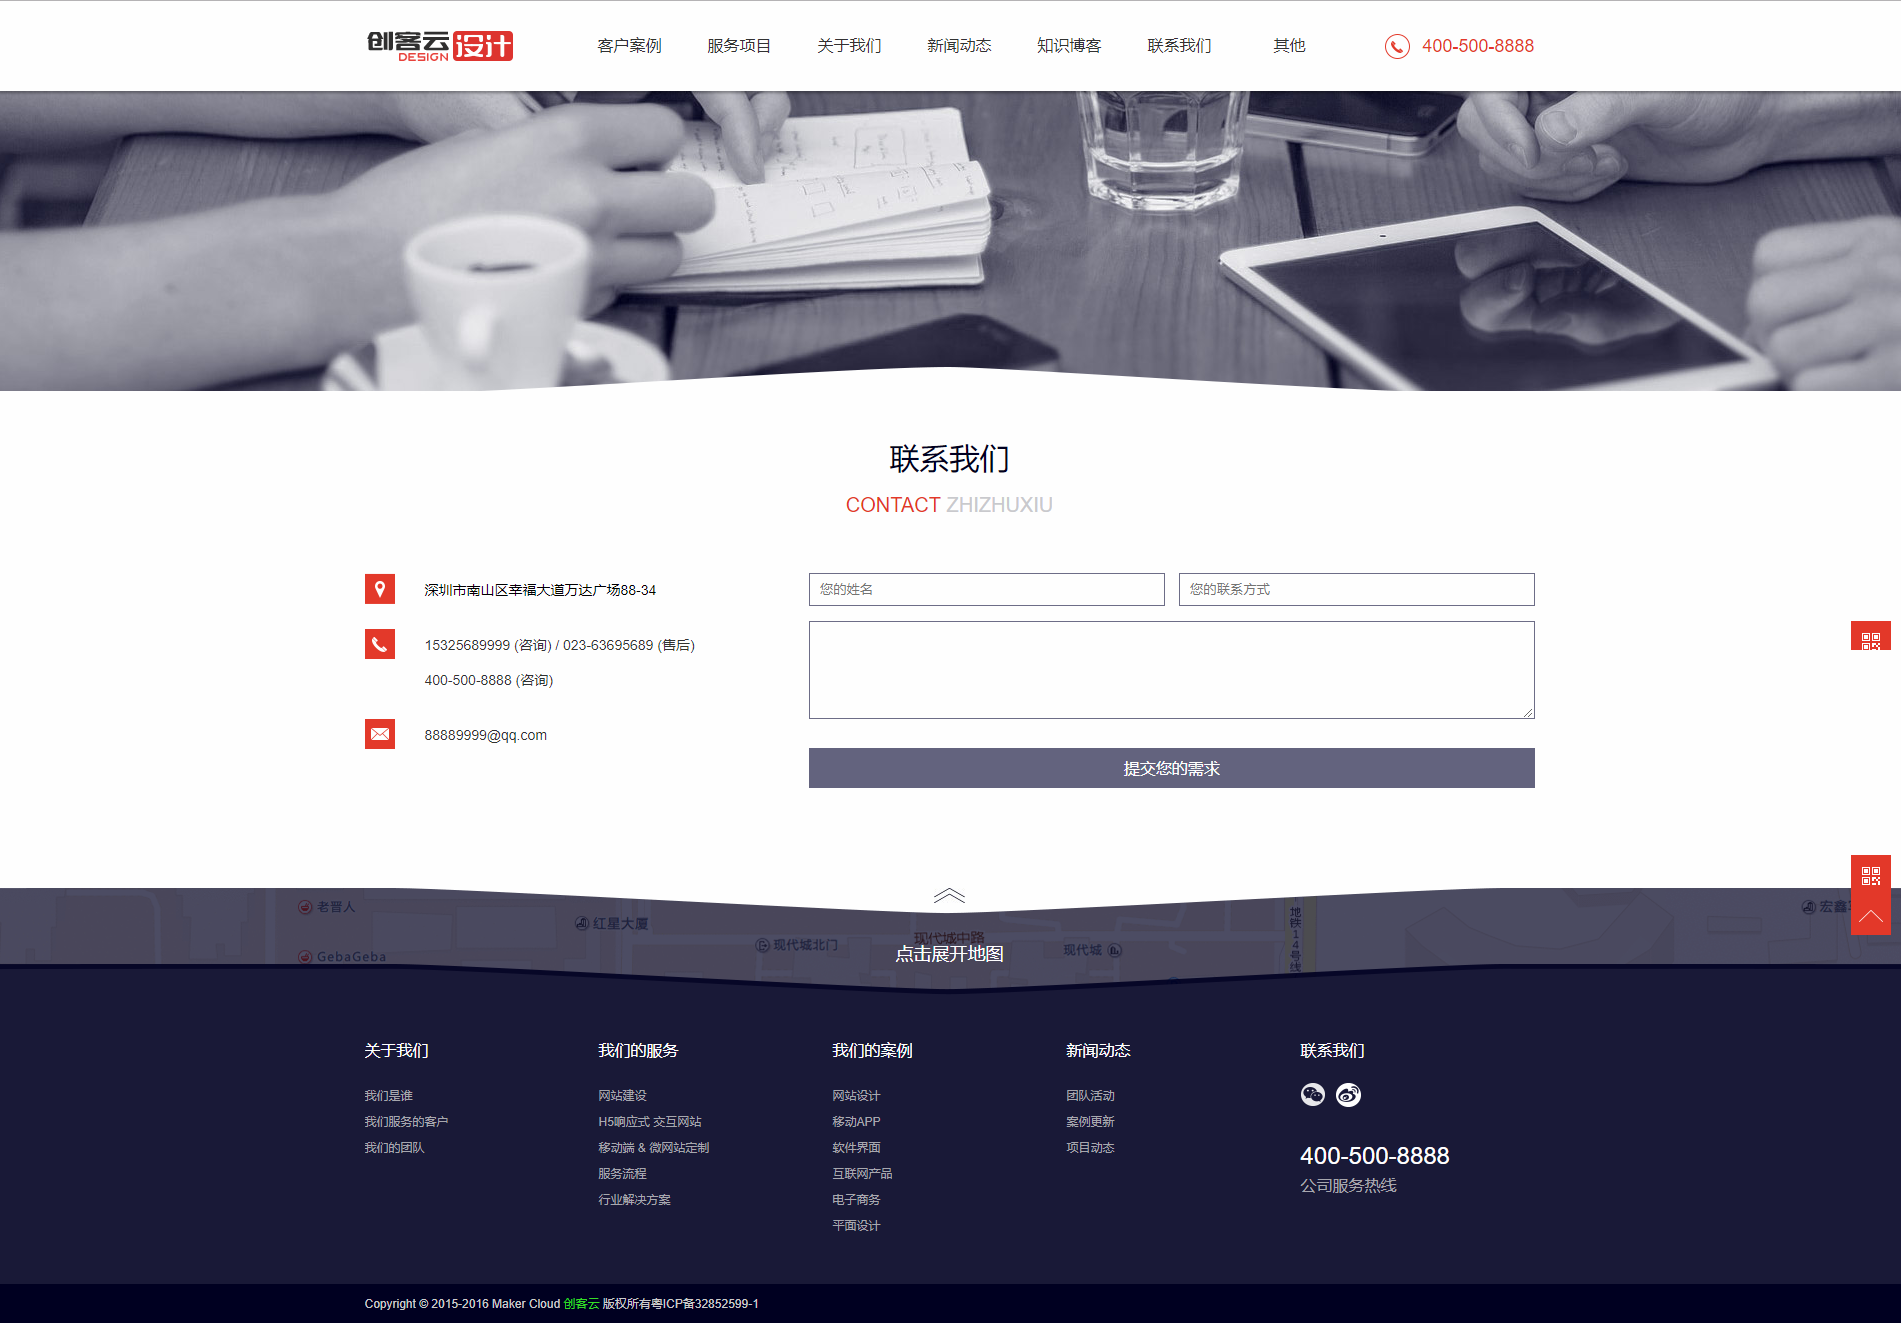 创客云设计
DESIGN
客户案例 服务项目 关于我们 新闻动态 知识博客 联系我们 其他
400-500-8888
联系我们
CONTACT ZHIZHUXIU
深圳市南山区幸福大道万达广场88-34
15325689999 (咨询) / 023-63695689 (售后)
400-500-8888 (咨询)
88889999@qq.com
您的姓名
您的联系方式
提交您的需求
老晋人
红星大厦
现代城北门
现代城中路
现代城
地铁14号线
宏鑫
GebaGeba
点击展开地图
关于我们
我们是谁
我们服务的客户
我们的团队
我们的服务
网站建设
H5响应式 交互网站
移动端 & 微网站定制
服务流程
行业解决方案
我们的案例
网站设计
移动APP
软件界面
互联网产品
电子商务
平面设计
新闻动态
团队活动
案例更新
项目动态
联系我们
400-500-8888
公司服务热线
Copyright © 2015-2016 Maker Cloud 创客云 版权所有粤ICP备32852599-1